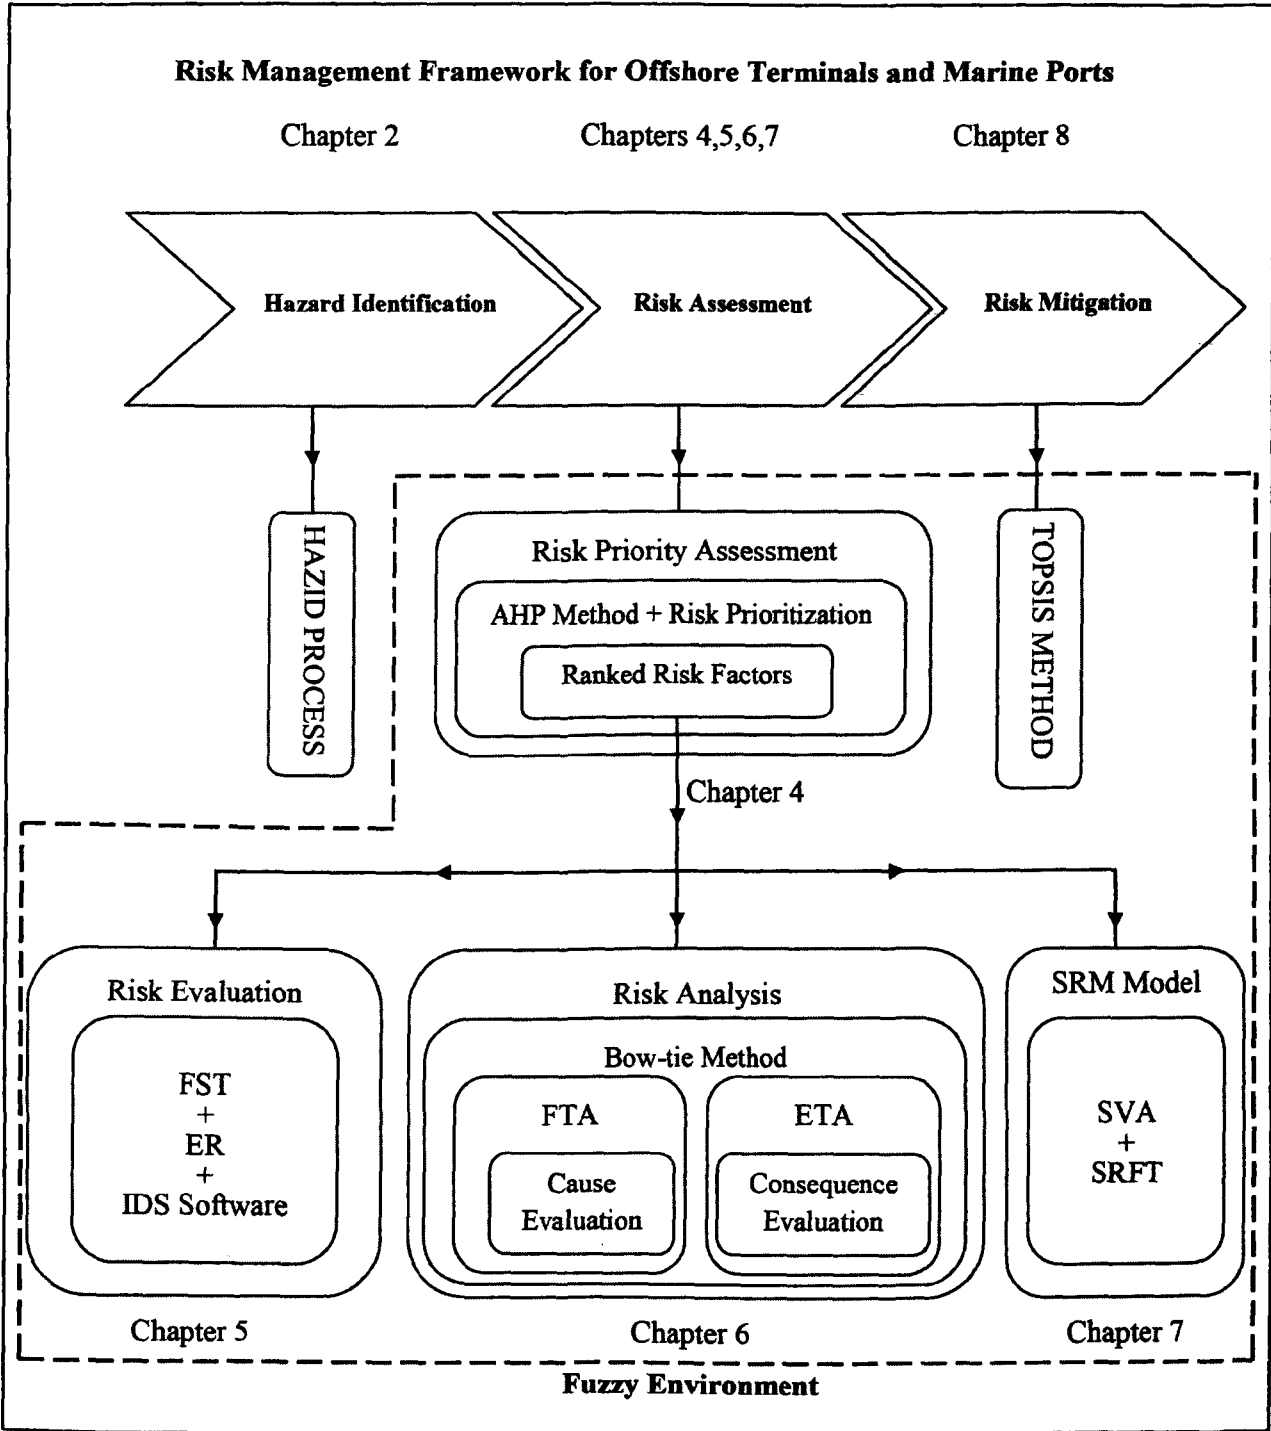 Risk Management Framework for Offshore Terminals and Marine Ports
Chapter 2
Chapters 4,5,6,7
Chapter 8
Hazard Identification
Risk Assessment
Risk Mitigation
HAZID PROCESS
Risk Priority Assessment
AHP Method + Risk Prioritization
Ranked Risk Factors
TOPSIS METHOD
Chapter 4
Risk Evaluation
FST
+
ER
+
IDS Software
Chapter 5
Risk Analysis
Bow-tie Method
FTA
Cause
Evaluation
ETA
Consequence
Evaluation
Chapter 6
SRM Model
SVA
+
SRFT
Chapter 7
Fuzzy Environment